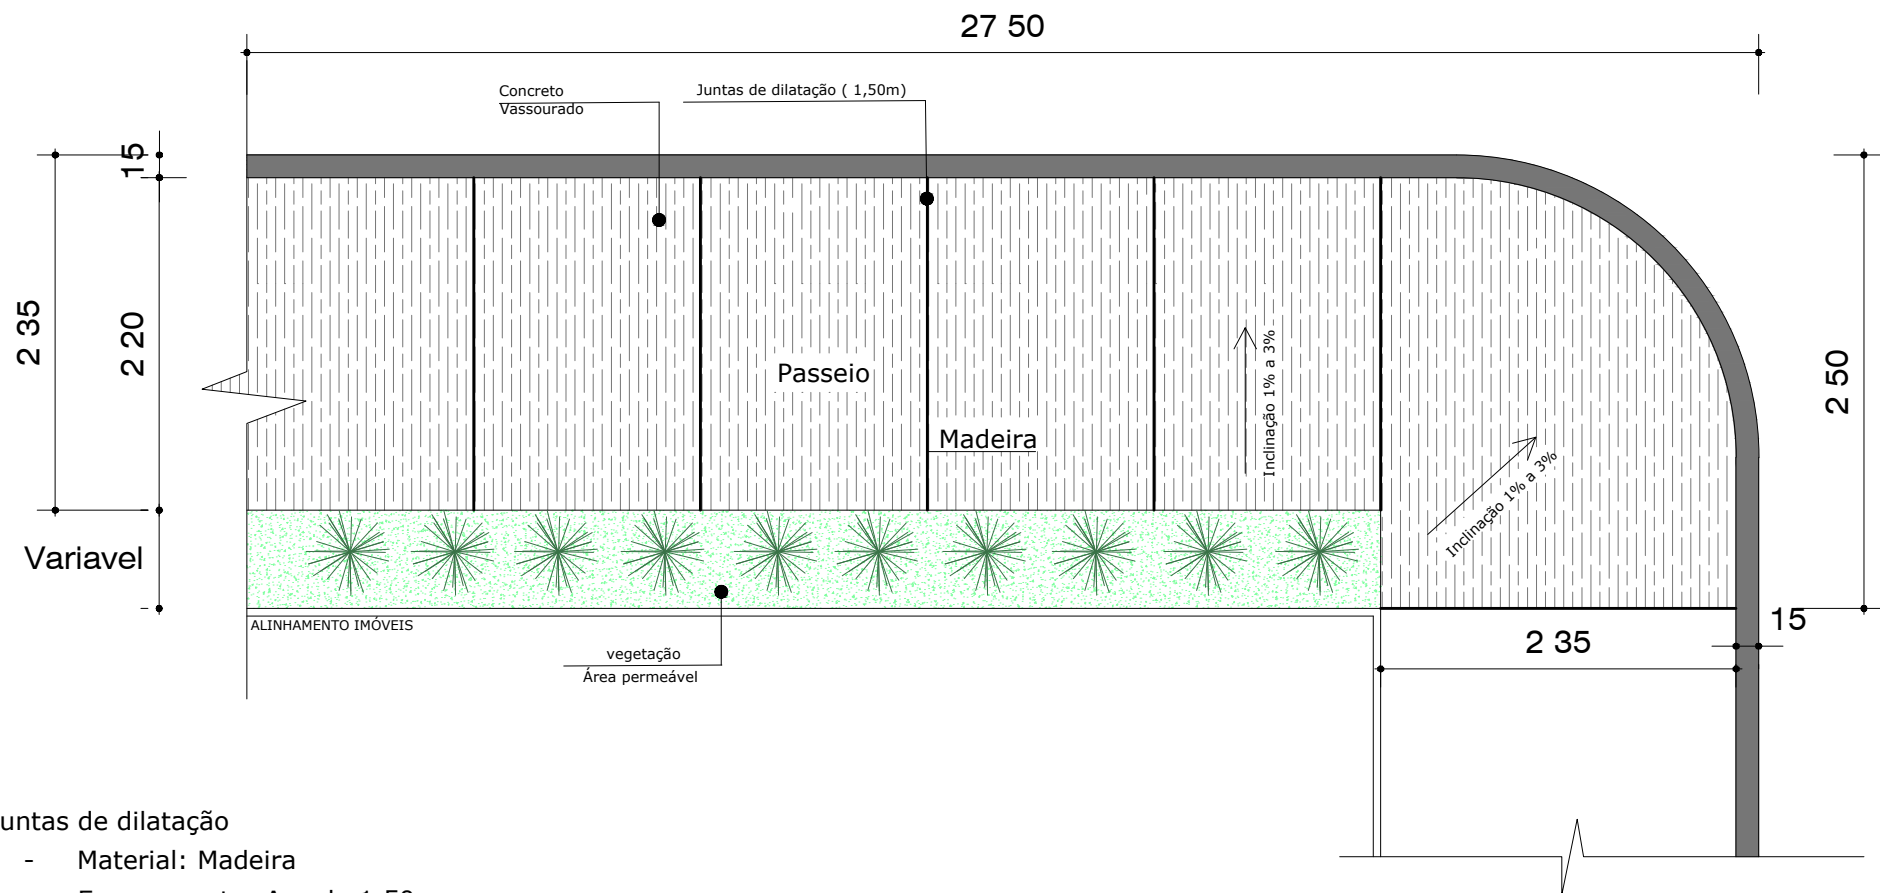 27 50
Concreto
Vassourado
Juntas de dilatação ( 1,50m)
15
2 35
2 20
Passeio
Madeira
Inclinação 1% a 3%
Inclinação 1% a 3%
2 50
Variavel
ALINHAMENTO IMÓVEIS
vegetação
Área permeável
15
2 35
untas de dilatação
- Material: Madeira